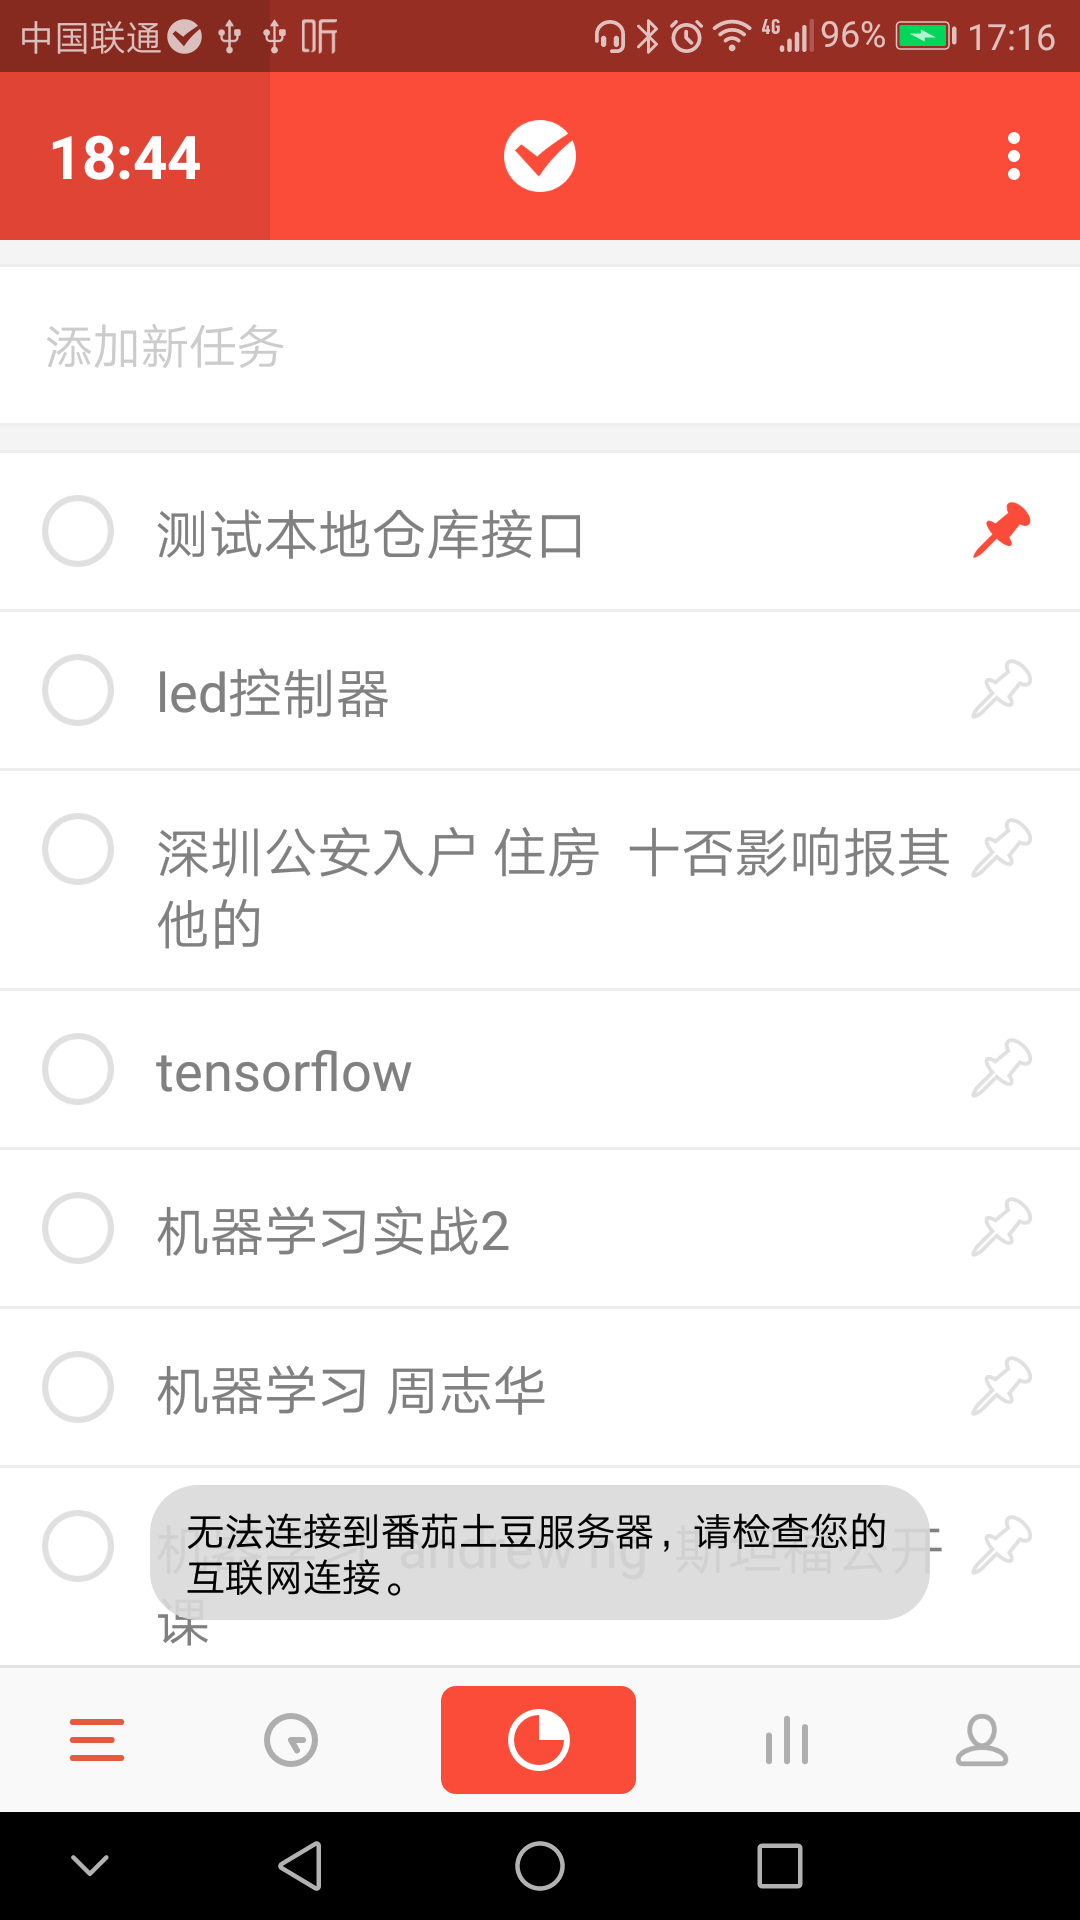 中国联通 听 4G 96% 17:16
18:44
添加新任务
测试本地仓库接口
led控制器
深圳公安入户 住房 十否影响报其
他的
tensorflow
机器学习实战2
机器学习 周志华
机器学习 andrew ng 斯坦福公开
课
无法连接到番茄土豆服务器，请检查您的
互联网连接。